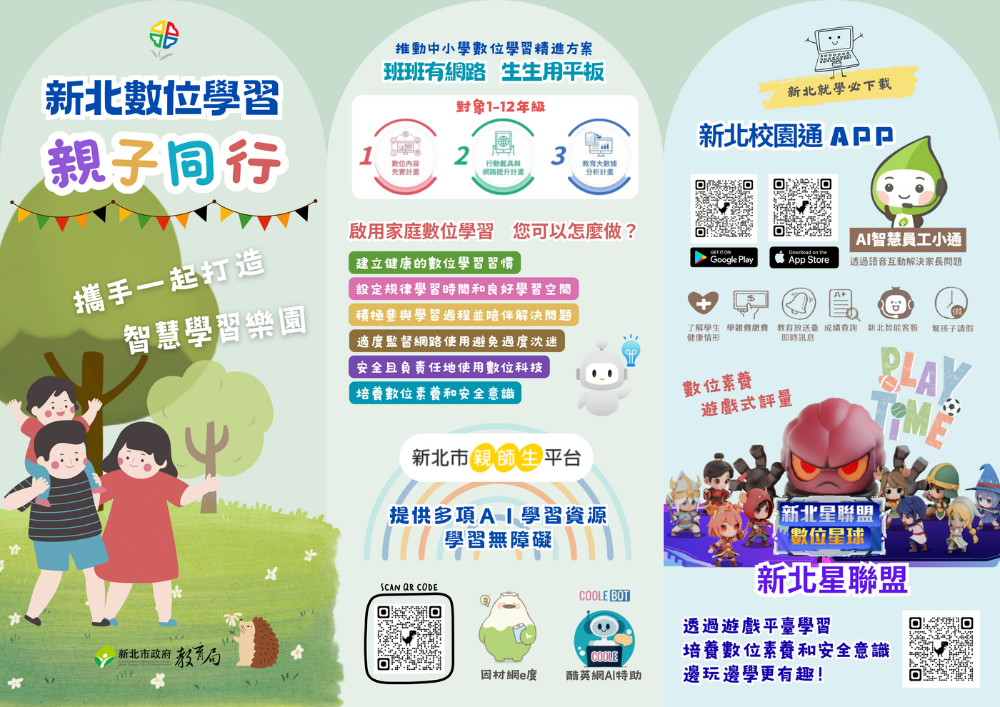 新北數位學習
親子同行
攜手一起打造
智慧學習樂園
新北市政府
教育局
推動中小學數位學習精進方案
班班有網路 生生用平板
對象1-12年級
1
數位內容
充實計畫
2
行動載具與
網路提升計畫
3
教育大數據
分析計畫
啟用家庭數位學習 您可以怎麼做？
建立健康的數位學習習慣
設定規律學習時間和良好學習空間
積極參與學習過程並陪伴解決問題
適度監督網路使用避免過度沈迷
安全且負責任地使用數位科技
培養數位素養和安全意識
新北市親師生平台
提供多項AI學習資源
學習無障礙
SCAN QR CODE
因材網e度
COOLE BOT
COOLE
酷英網AI特助
新北就學必下載
新北校園通 APP
GET IT ON
Google Play
Download on the
App Store
AI智慧員工小通
透過語音互動解決家長問題
$
A+
假
了解學生
健康情形
學雜費繳費
教育放送臺
即時訊息
成績查詢
新北智能客服
幫孩子請假
PLAY
TIME
數位素養
遊戲式評量
新北星聯盟
數位星球
新北星聯盟
透過遊戲平臺學習
培養數位素養和安全意識
邊玩邊學更有趣！